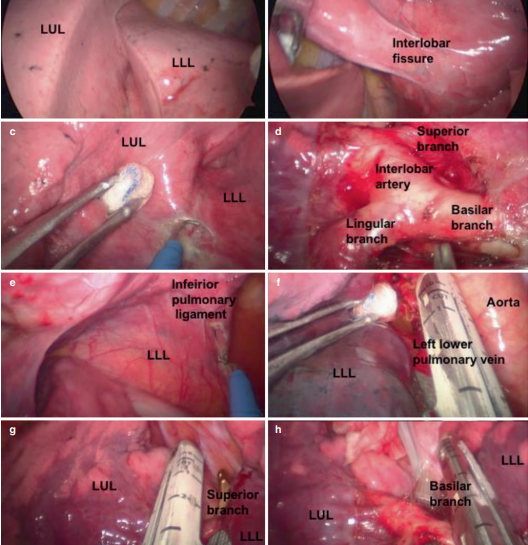 LUL
LLL
Interlobar
fissure
c
LUL
LLL
d
Superior
branch
Interlobar
artery
Lingular
branch
Basilar
branch
e
Infeirior
pulmonary
ligament
LLL
f
Aorta
Left lower
pulmonary vein
LLL
g
LUL
Superior
branch
LLL
h
LLL
Basilar
branch
LUL